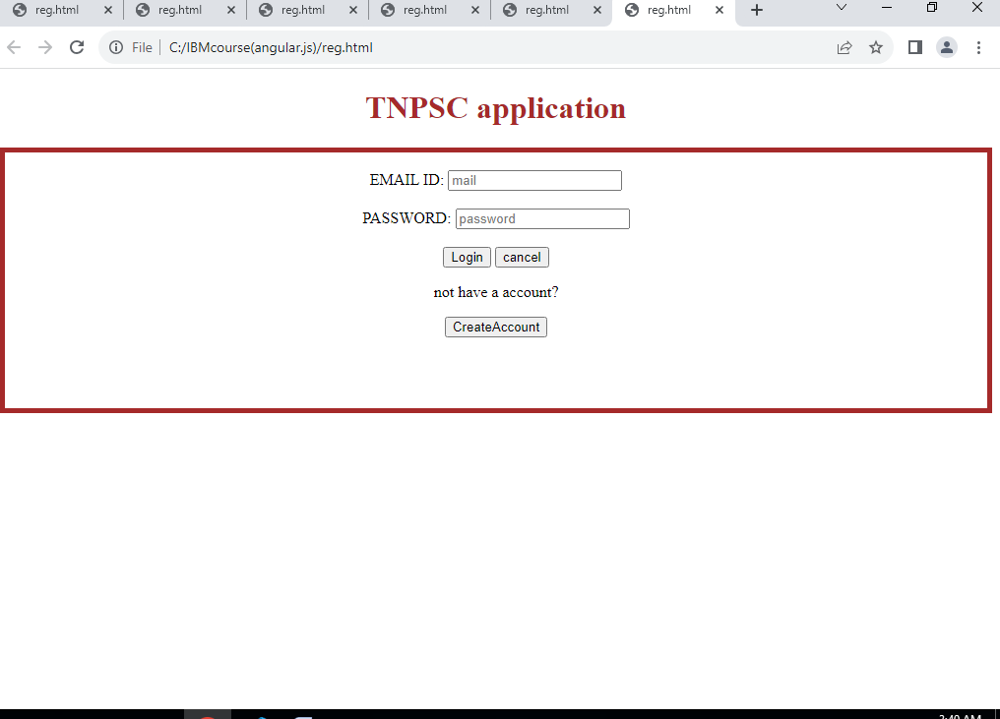 reg.html reg.html reg.html reg.html reg.html reg.html
File C:/IBMcourse(angular.js)/reg.html
TNPSC application
EMAIL ID: mail
PASSWORD: password
Login cancel
not have a account?
CreateAccount